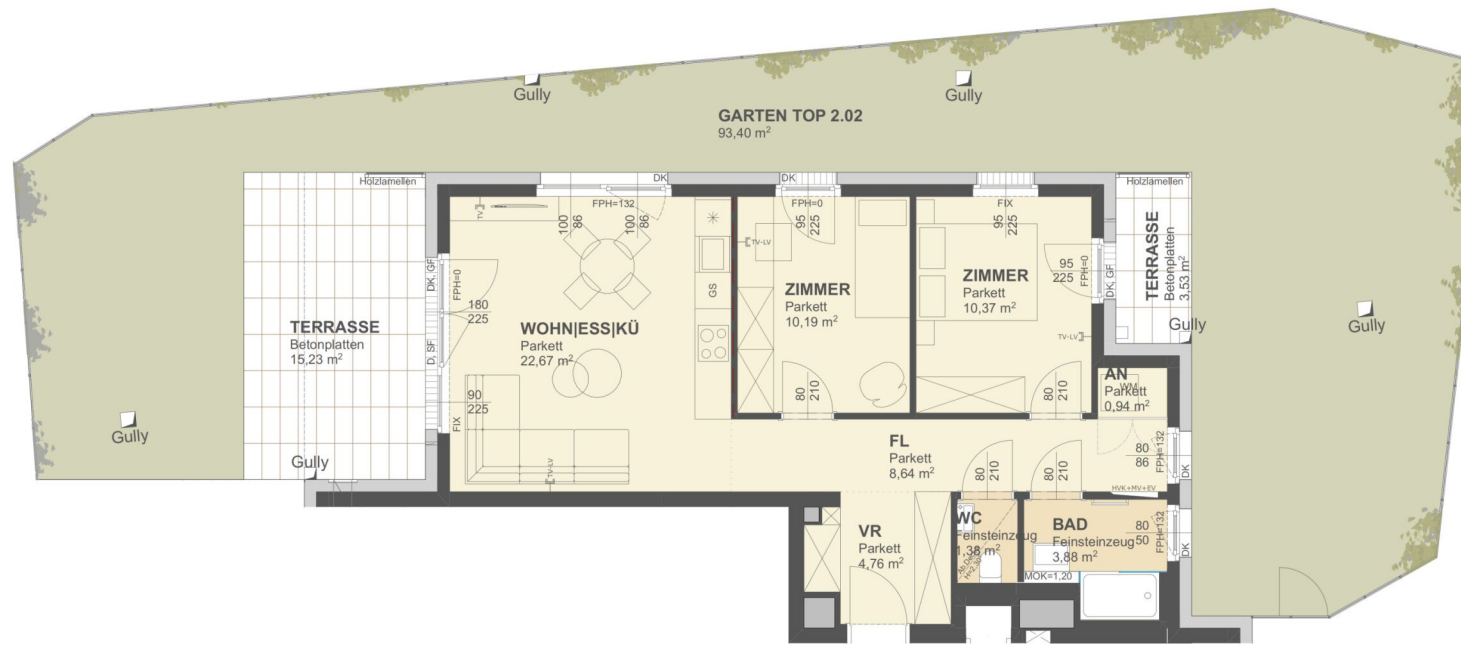 Gully
Gully
GARTEN TOP 2.02
93,40 m²
Holzlamellen
DK
DK
Holzlamellen
TV
FPH=132
100
86
100
86
FPH=0
95
225
TV-LV
FIX
95
225
DK, GF
FPH=0
180
225
D, SF
90
225
FIX
TERRASSE
Betonplatten
15,23 m²
WOHN|ESS|KÜ
Parkett
22,67 m²
GS
TV-LV
ZIMMER
Parkett
10,19 m²
80
210
ZIMMER
Parkett
10,37 m²
TV-LV
80
210
95
225
FPH=0
DK, GF
TERRASSE
Betonplatten
3,53 m²
Gully
Gully
Gully
Gully
AN
WM
Parkett
0,94 m²
FL
Parkett
8,64 m²
80
210
80
210
80
86
FPH=132
DK
HVK+MV+EV
VR
Parkett
4,76 m²
WC
Feinsteinzeug
1,38 m²
Ab.De
H=2,30
BAD
Feinsteinzeug
3,88 m²
MOK=1,20
80
50
FPH=132
DK